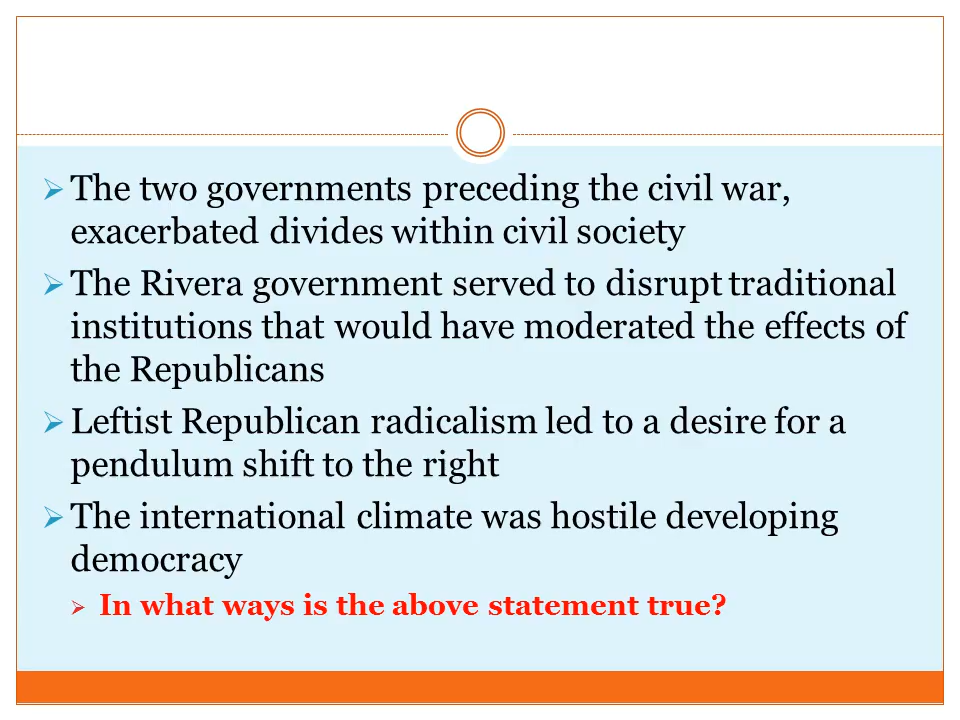 The two governments preceding the civil war,
exacerbated divides within civil society
The Rivera government served to disrupt traditional
institutions that would have moderated the effects of
the Republicans
Leftist Republican radicalism led to a desire for a
pendulum shift to the right
The international climate was hostile developing
democracy
In what ways is the above statement true?